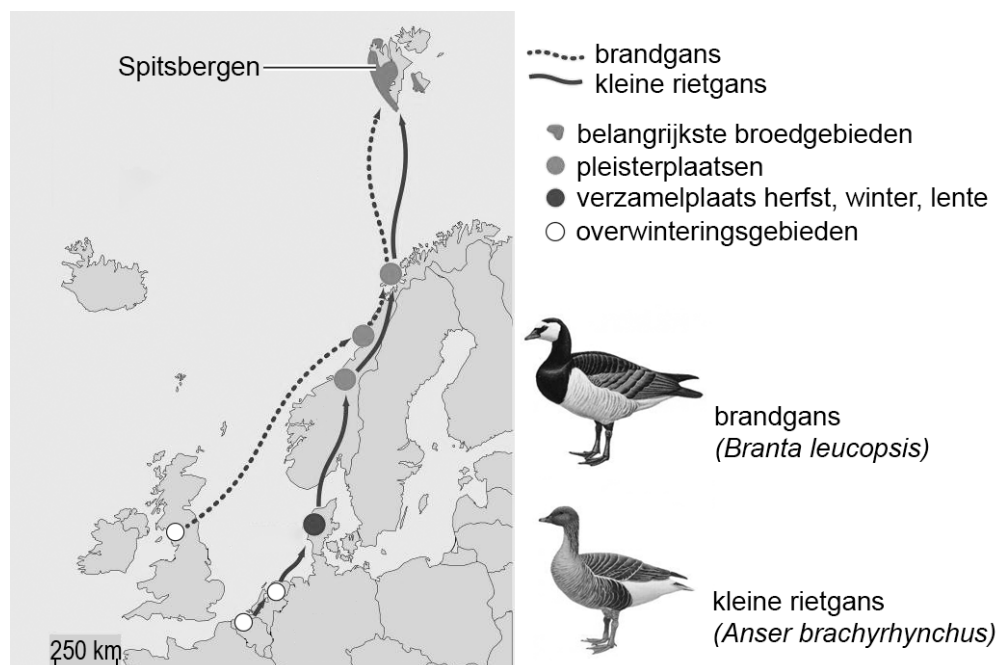 Spitsbergen
brandgans
kleine rietgans
belangrijkste broedgebieden
pleisterplaatsen
verzamelplaats herfst, winter, lente
overwinteringsgebieden
brandgans
(Branta leucopsis)
kleine rietgans
(Anser brachyrhynchus)
250 km